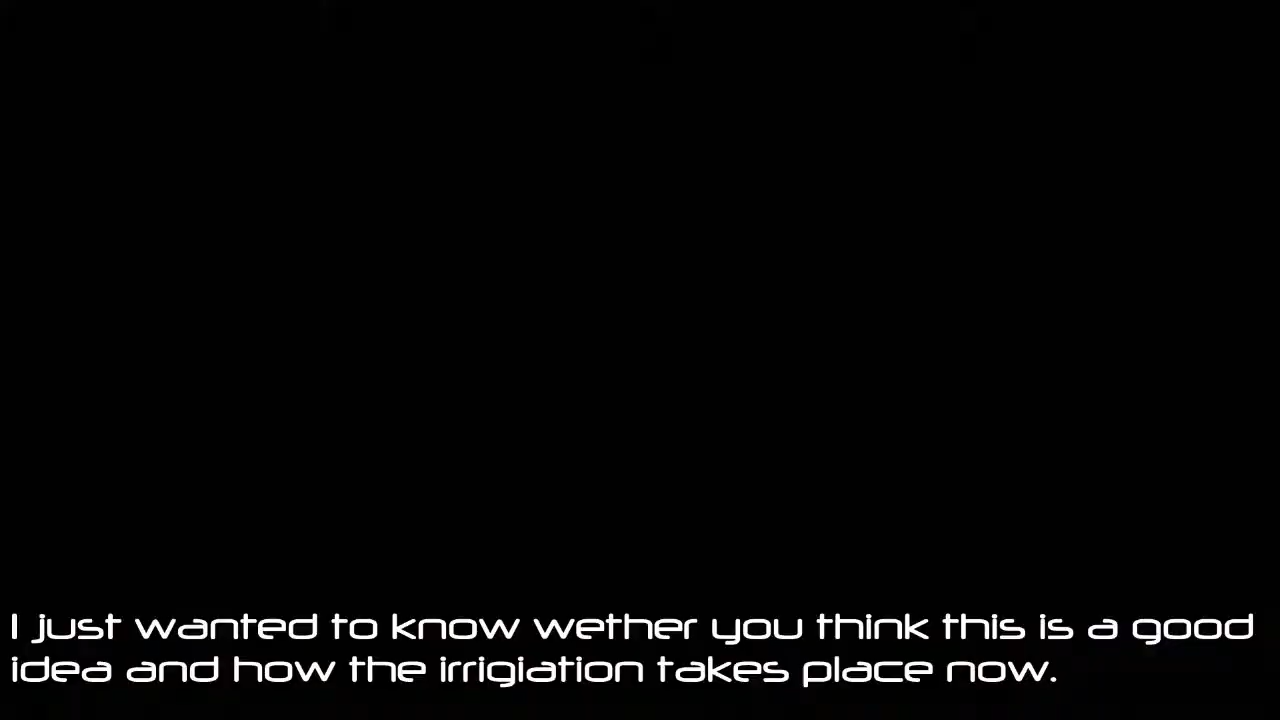 I just wanted to know wether you think this is a good
idea and how the irrigiation takes place now.